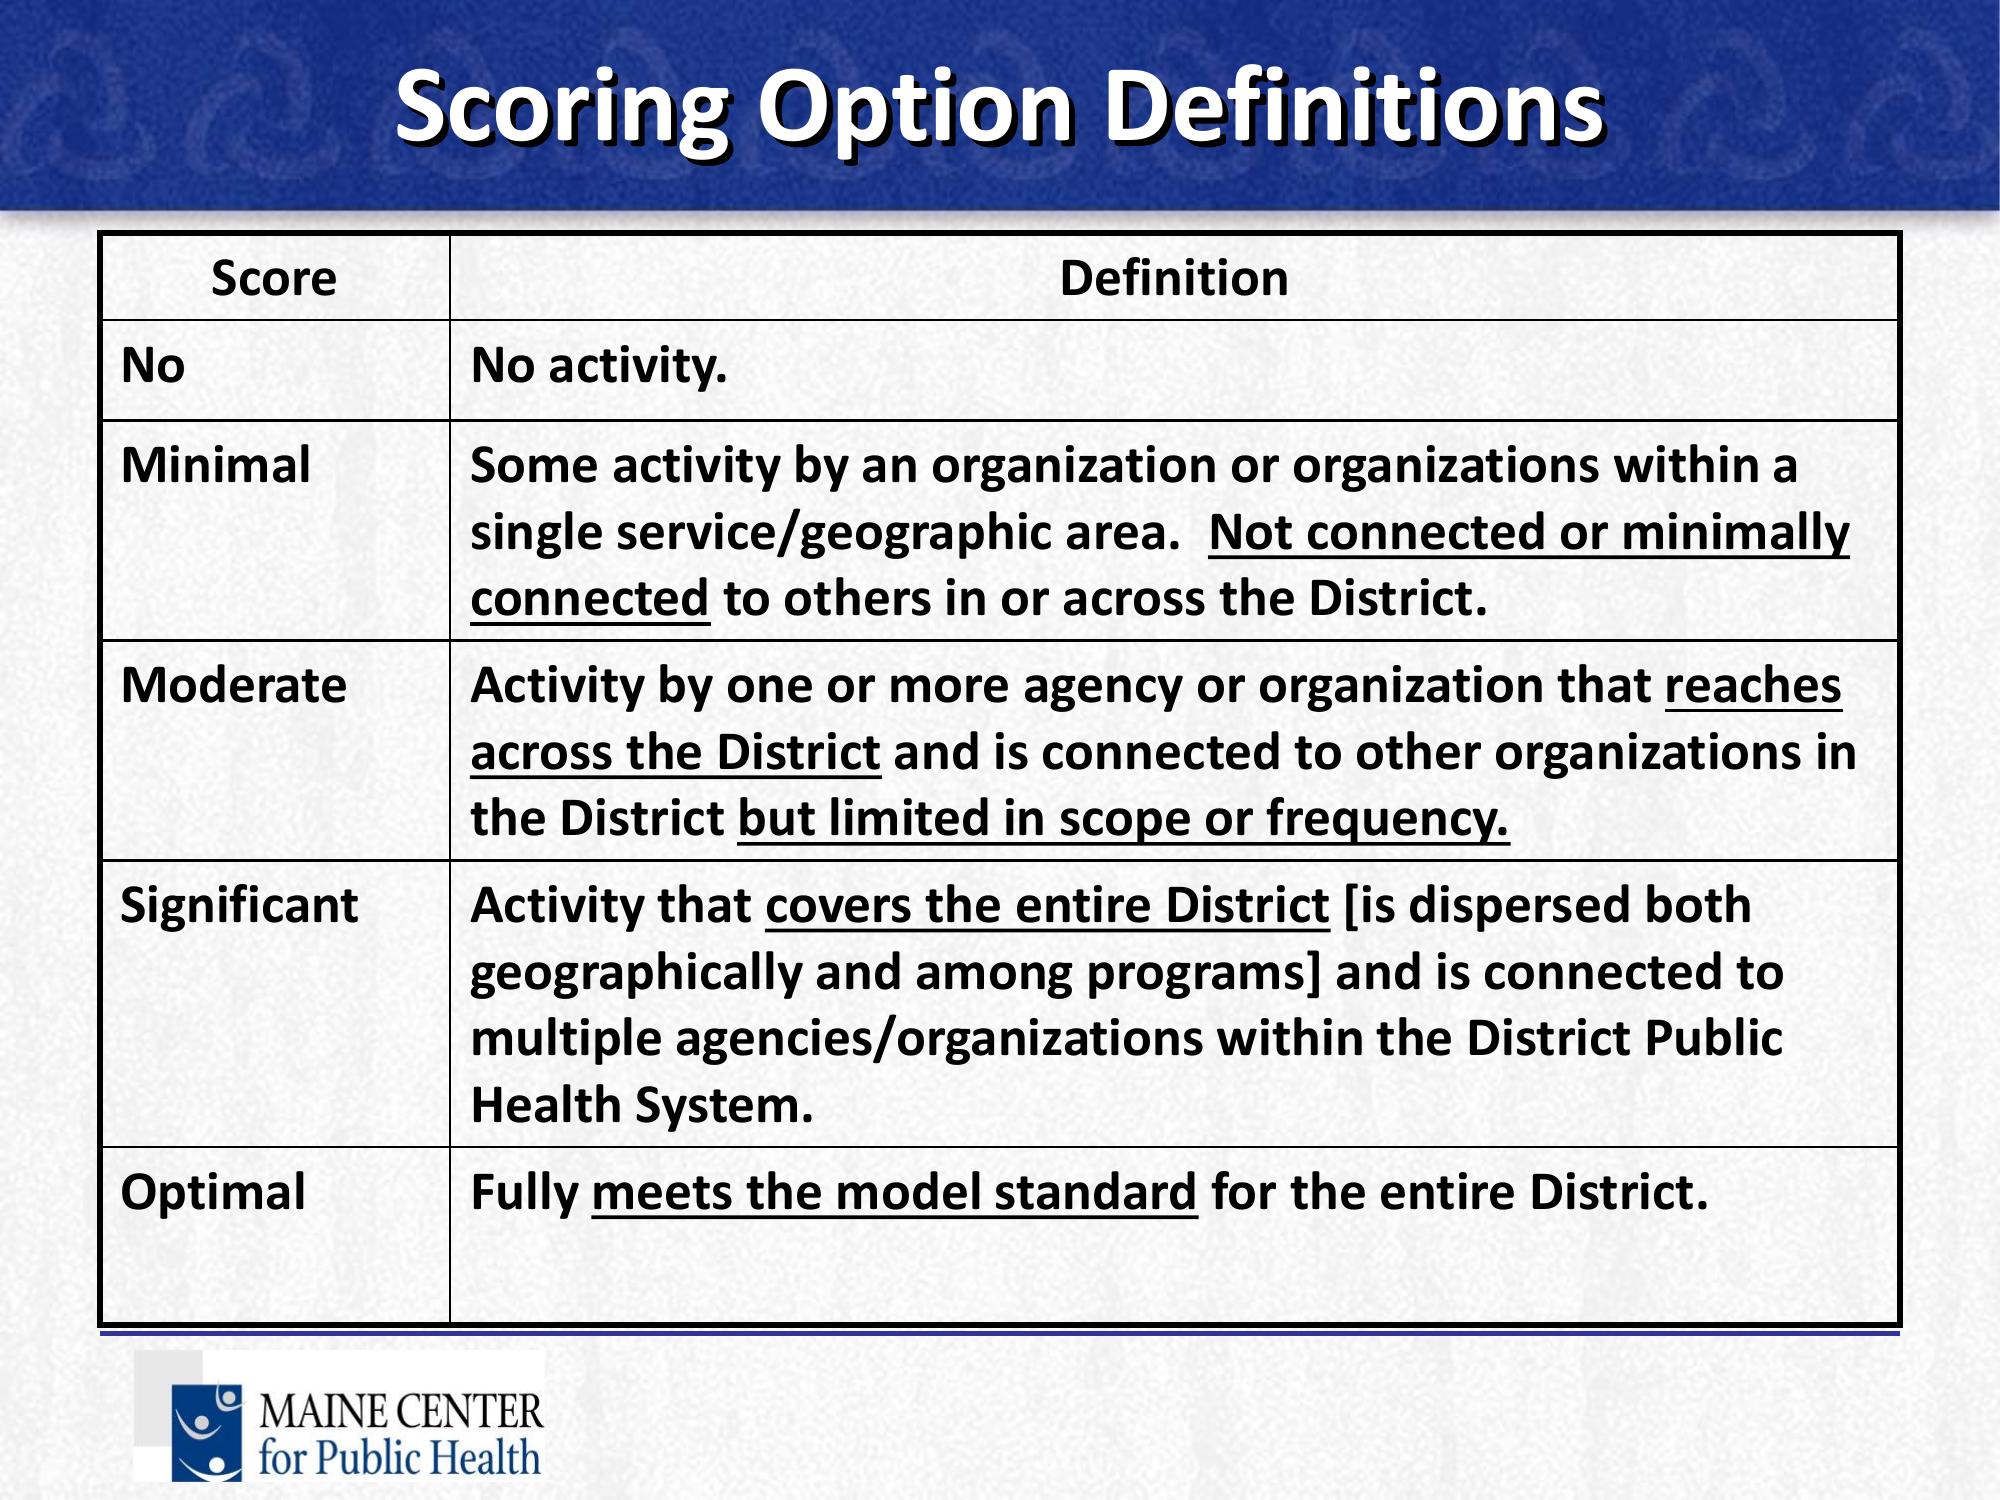 Scoring Option Definitions
Score
Definition
No
No activity.
Minimal
Some activity by an organization or organizations within a
single service/geographic area.  Not connected or minimally
connected to others in or across the District.
Moderate
Activity by one or more agency or organization that reaches
across the District and is connected to other organizations in
the District but limited in scope or frequency.
Significant
Activity that covers the entire District [is dispersed both
geographically and among programs] and is connected to
multiple agencies/organizations within the District Public
Health System.
Optimal
Fully meets the model standard for the entire District.
MAINE CENTER
for Public Health